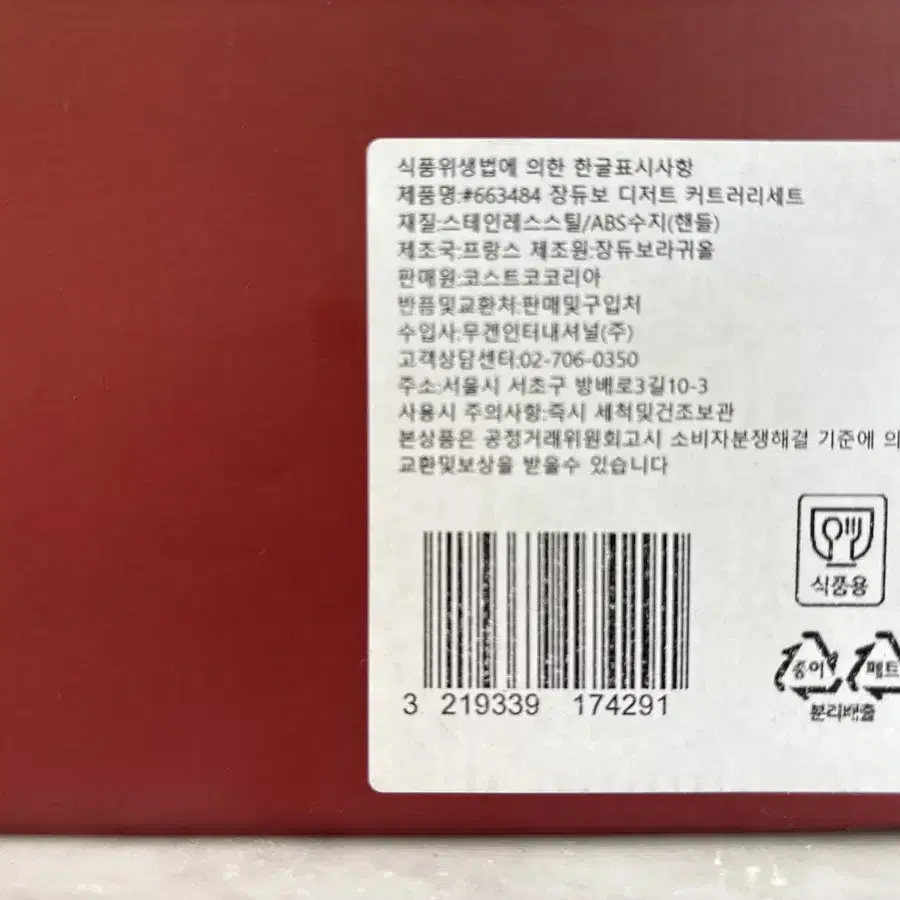 식품위생법에 의한 한글표시사항
제품명:#663484 장듀보 디저트 커트러리세트
재질:스테인레스스틸/ABS수지(핸들)
제조국:프랑스 제조원:장듀보라귀올
판매원:코스트코코리아
반품및교환처:판매및구입처
수입사:무겐인터내셔널(주)
고객상담센터:02-706-0350
주소:서울시 서초구 방배로3길10-3
사용시 주의사항:즉시 세척및건조보관
본상품은 공정거래위원회고시 소비자분쟁해결 기준에 의
교환및보상을 받을수 있습니다
식품용
3 219339 174291
종이 페트
분리배출